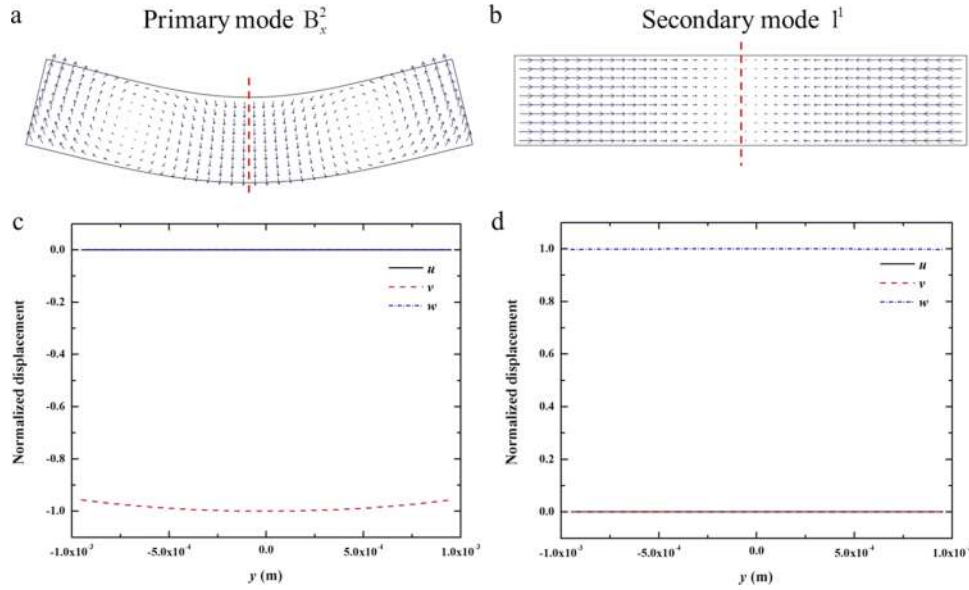 a
Primary mode B_x^2
b
Secondary mode l^1
c
0.0
-0.2
-0.4
-0.6
-0.8
-1.0
Normalized displacement
u
v
w
-1.0x10^-3
-5.0x10^-4
0.0
5.0x10^-4
1.0x10^-3
y (m)
d
1.0
0.8
0.6
0.4
0.2
0.0
Normalized displacement
u
v
w
-1.0x10^-3
-5.0x10^-4
0.0
5.0x10^-4
1.0x10^-3
y (m)